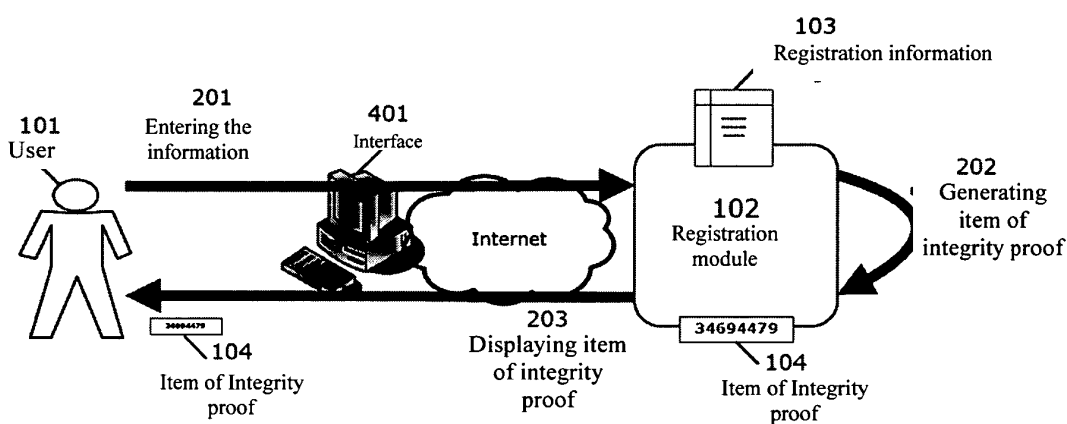 103
Registration information
201
Entering the
information
401
Interface
101
User
202
Generating
item of
integrity proof
102
Registration
module
Internet
203
Displaying item
of integrity
proof
34694479
104
Item of Integrity
proof
34694479
104
Item of Integrity
proof